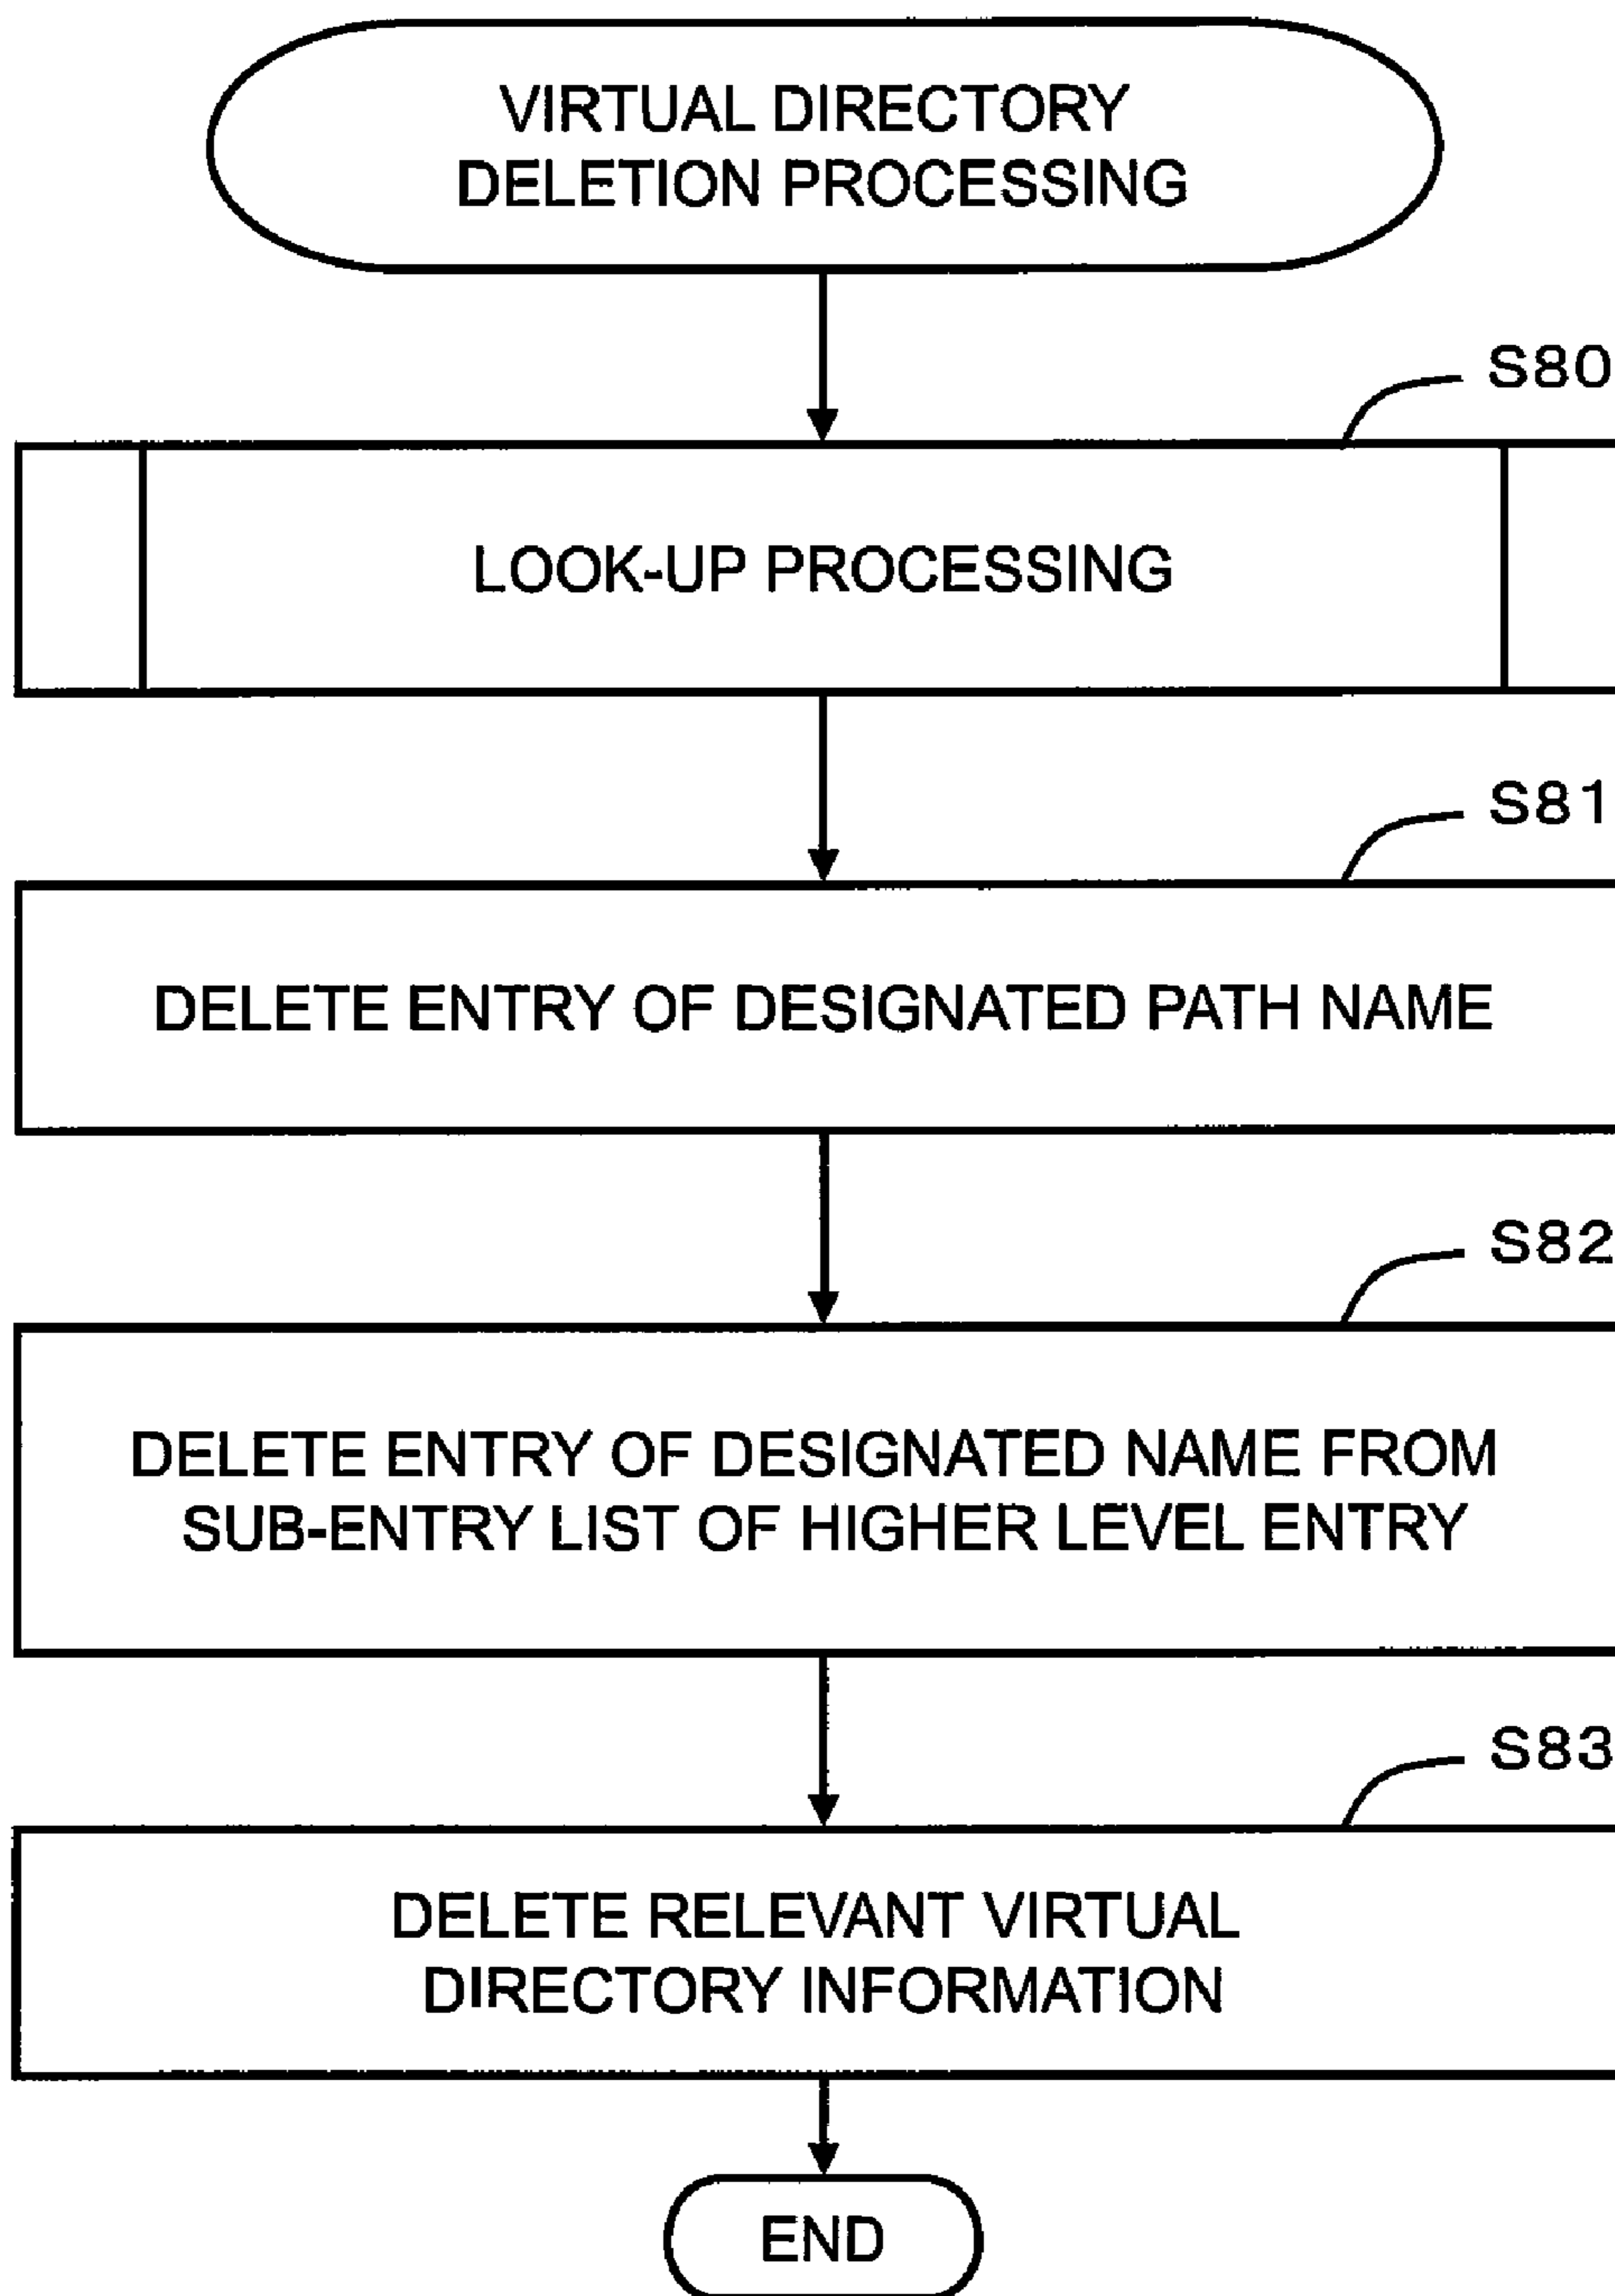 VIRTUAL DIRECTORY
DELETION PROCESSING
S80
LOOK-UP PROCESSING
S81
DELETE ENTRY OF DESIGNATED PATH NAME
S82
DELETE ENTRY OF DESIGNATED NAME FROM
SUB-ENTRY LIST OF HIGHER LEVEL ENTRY
S83
DELETE RELEVANT VIRTUAL
DIRECTORY INFORMATION
END